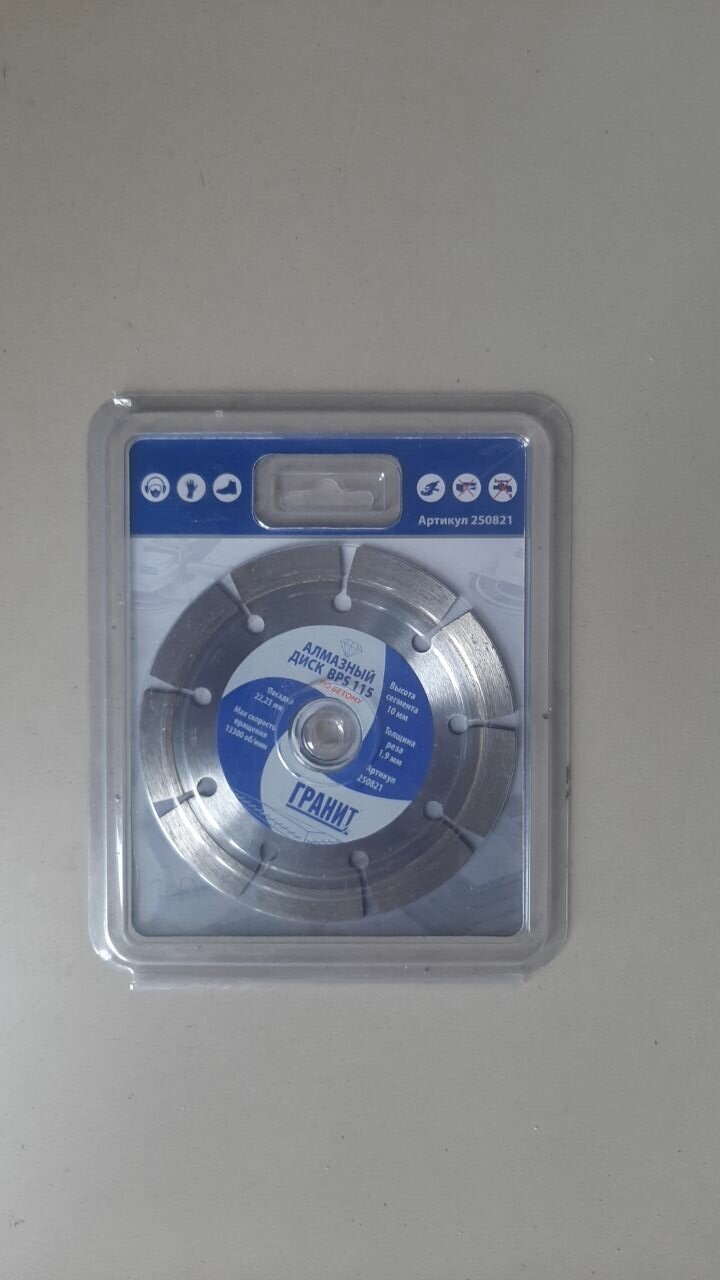 Артикул 250821
АЛМАЗНЫЙ
ДИСК BPS 115
ПО БЕТОНУ
Посадка
22,23 мм
Мах скорость
вращения
13300 об/мин
Высота
сегмента
10 мм
Толщина
реза
1,9 мм
Артикул
250821
ГРАНИТ